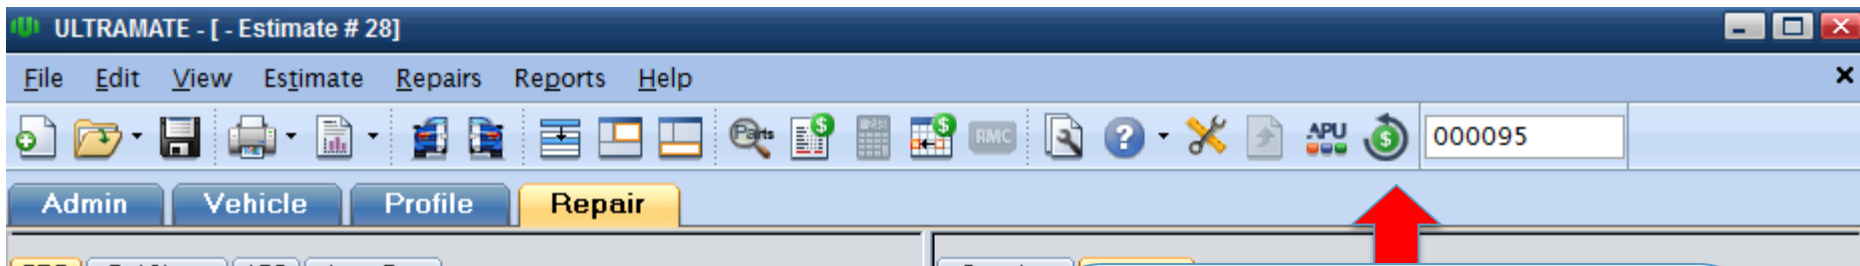 ULTRAMATE - [ - Estimate # 28]
File Edit View Estimate Repairs Reports Help
Parts RMC APU 000095
Admin Vehicle Profile Repair